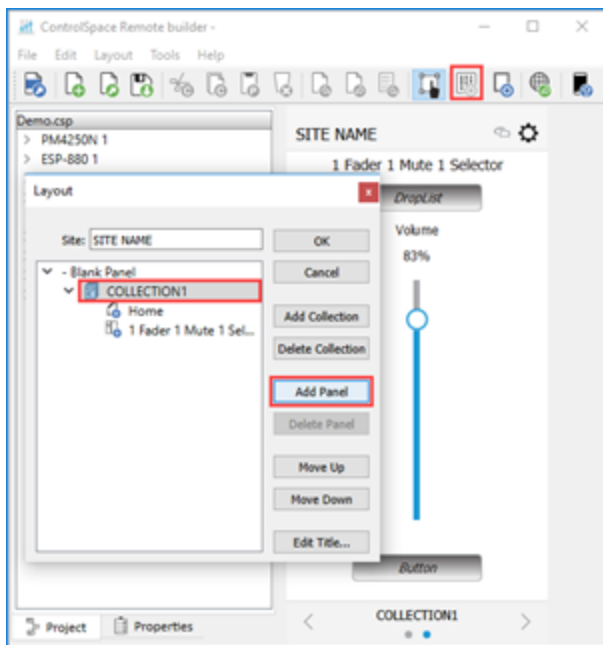 ControlSpace Remote builder -
File Edit Layout Tools Help
Demo.csp
PM4250N 1
ESP-880 1
SITE NAME
1 Fader 1 Mute 1 Selector
DropList
Volume
83%
Button
COLLECTION1
Layout
Site: SITE NAME
- Blank Panel
COLLECTION1
Home
1 Fader 1 Mute 1 Sel...
OK
Cancel
Add Collection
Delete Collection
Add Panel
Delete Panel
Move Up
Move Down
Edit Title...
Project Properties